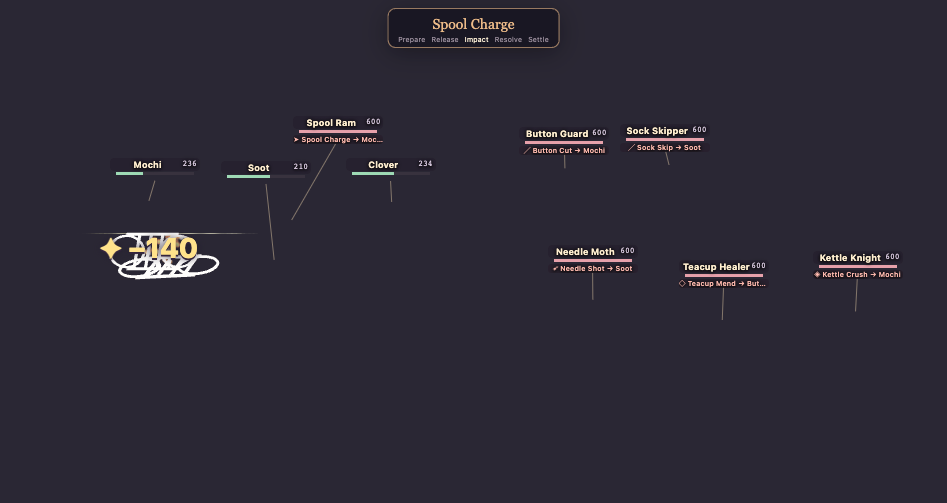 Spool Charge
Prepare Release Impact Resolve Settle
Spool Ram 600
➤ Spool Charge → Moc...
Button Guard 600
⟋ Button Cut → Mochi
Sock Skipper 600
⟋ Sock Skip → Soot
Mochi 236
Soot 210
Clover 234
✦ −140
Needle Moth 600
➶ Needle Shot → Soot
Teacup Healer 600
◇ Teacup Mend → But...
Kettle Knight 600
◈ Kettle Crush → Mochi